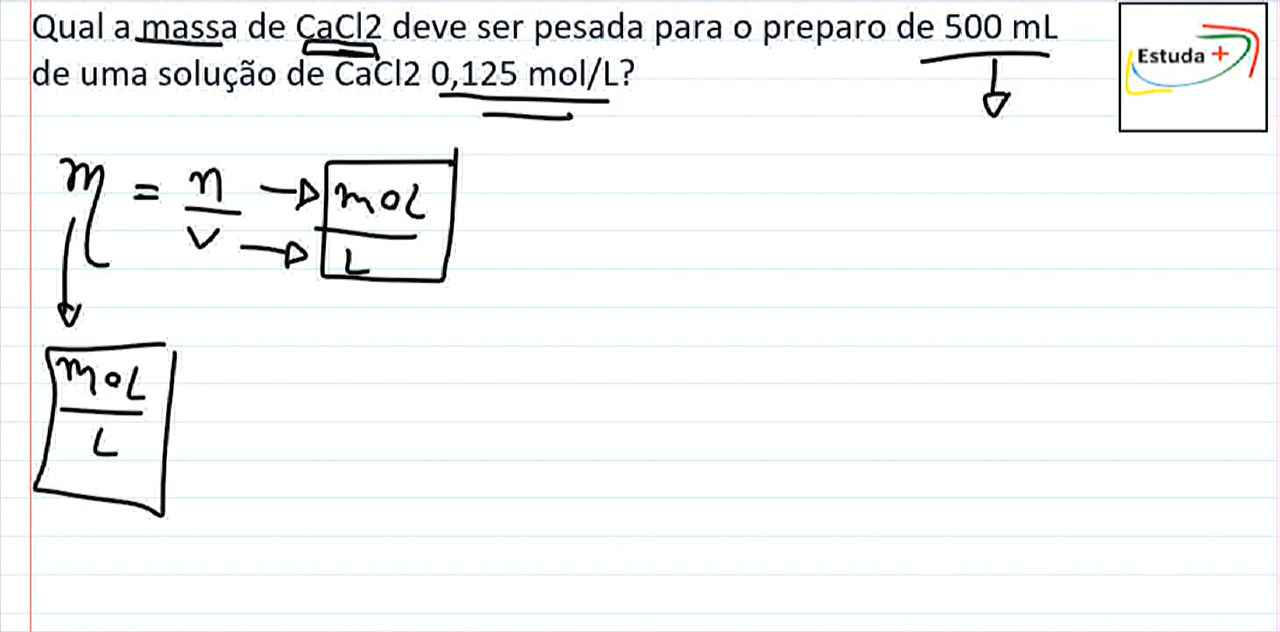 Qual a massa de CaCl2 deve ser pesada para o preparo de 500 mL
de uma solução de CaCl2 0,125 mol/L?
Estuda +
m = n/v → mol/L
mol/L